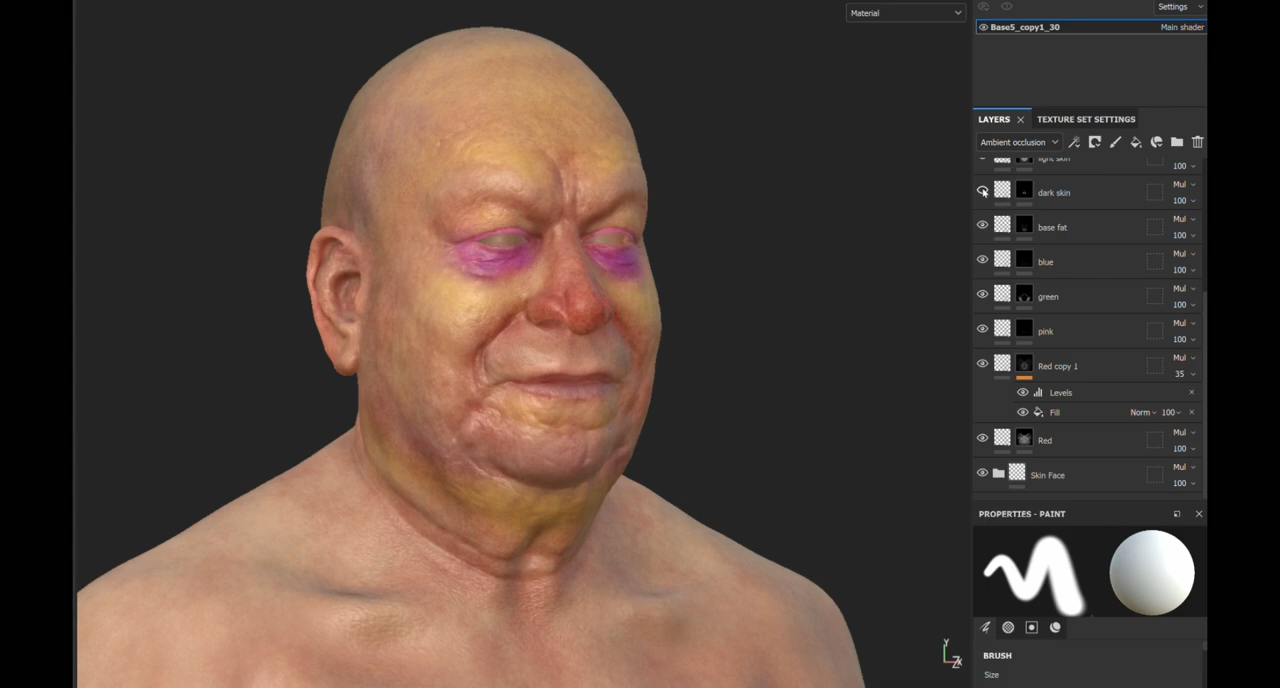 Material
Settings
Base5_copy1_30 Main shader
LAYERS TEXTURE SET SETTINGS
Ambient occlusion
light skin
100
dark skin Mul
100
base fat Mul
100
blue Mul
100
green Mul
100
pink Mul
100
Red copy 1 Mul
35
Levels
Fill Norm 100
Red Mul
100
Skin Face Mul
100
PROPERTIES - PAINT
BRUSH
Size
Y
Z